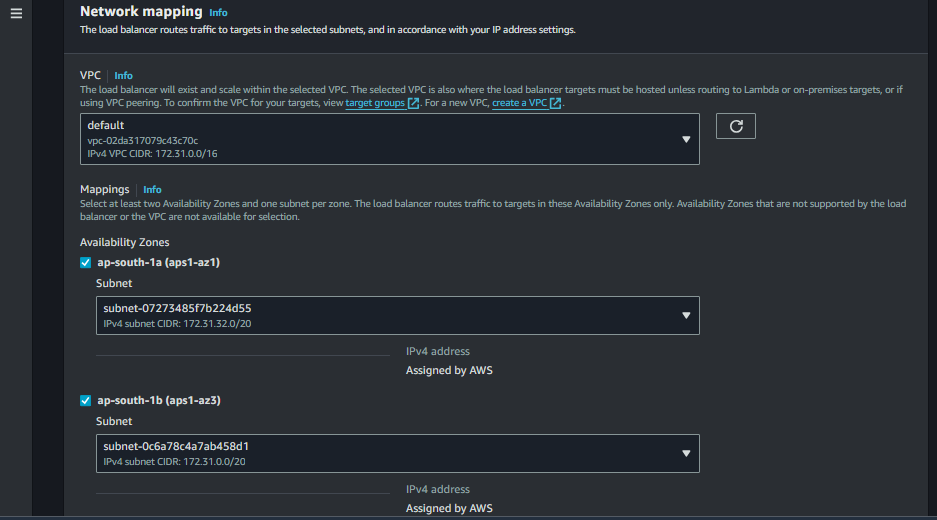 Network mapping Info
The load balancer routes traffic to targets in the selected subnets, and in accordance with your IP address settings.
VPC Info
The load balancer will exist and scale within the selected VPC. The selected VPC is also where the load balancer targets must be hosted unless routing to Lambda or on-premises targets, or if
using VPC peering. To confirm the VPC for your targets, view target groups. For a new VPC, create a VPC.
default
vpc-02da317079c43c70c
IPv4 VPC CIDR: 172.31.0.0/16
Mappings Info
Select at least two Availability Zones and one subnet per zone. The load balancer routes traffic to targets in these Availability Zones only. Availability Zones that are not supported by the load
balancer or the VPC are not available for selection.
Availability Zones
ap-south-1a (aps1-az1)
Subnet
subnet-07273485f7b224d55
IPv4 subnet CIDR: 172.31.32.0/20
IPv4 address
Assigned by AWS
ap-south-1b (aps1-az3)
Subnet
subnet-0c6a78c4a7ab458d1
IPv4 subnet CIDR: 172.31.0.0/20
IPv4 address
Assigned by AWS